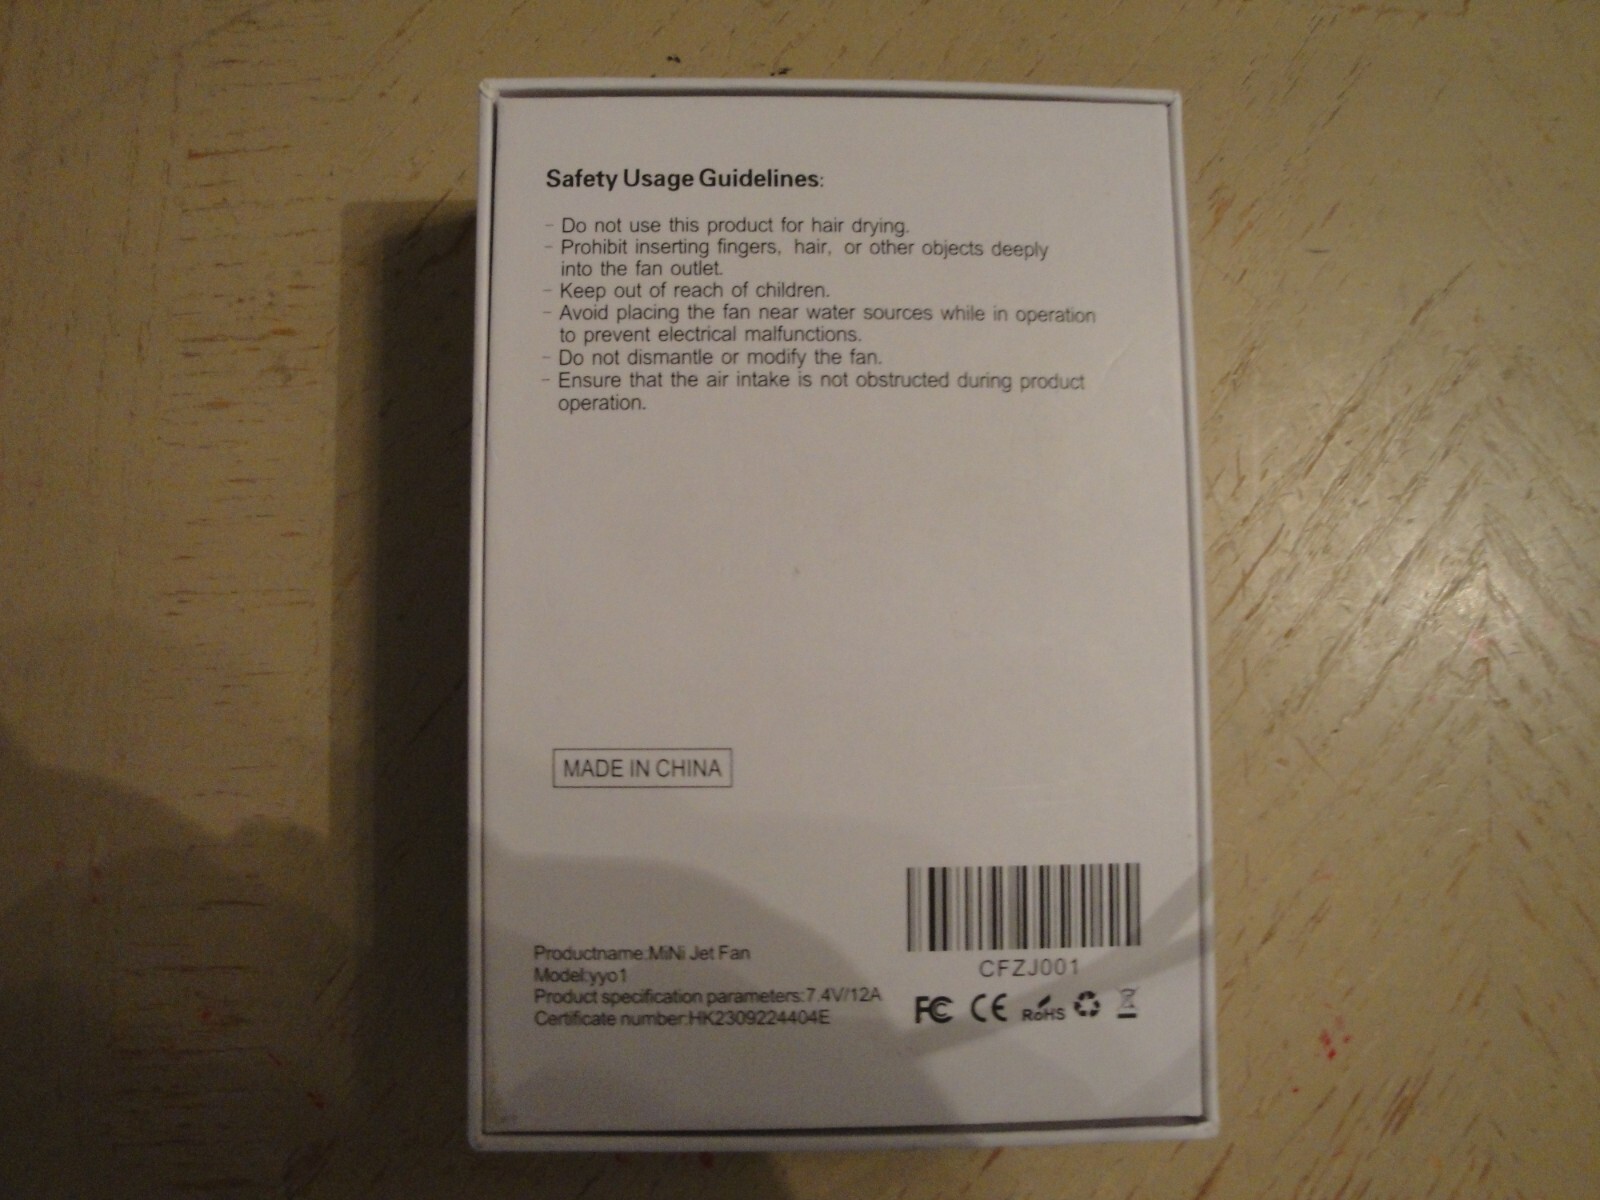 Safety Usage Guidelines:
- Do not use this product for hair drying.
- Prohibit inserting fingers, hair, or other objects deeply
into the fan outlet.
- Keep out of reach of children.
- Avoid placing the fan near water sources while in operation
to prevent electrical malfunctions.
- Do not dismantle or modify the fan.
- Ensure that the air intake is not obstructed during product
operation.
MADE IN CHINA
Productname:MiNi Jet Fan
Model:yyo1
Product specification parameters:7.4V/12A
Certificate number:HK2309224404E
CFZJ001
FC CE RoHS